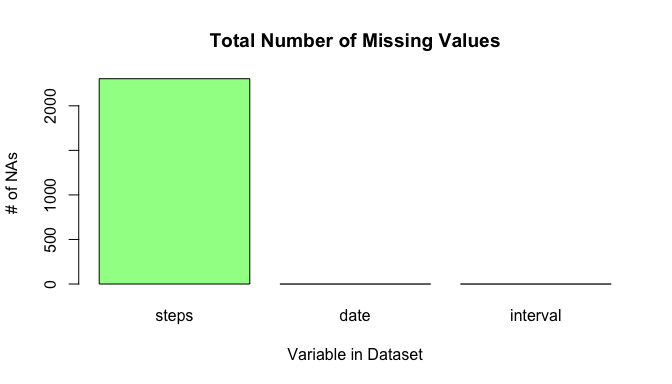 Total Number of Missing Values
# of NAs
2000
1000
500
0
steps date interval
Variable in Dataset